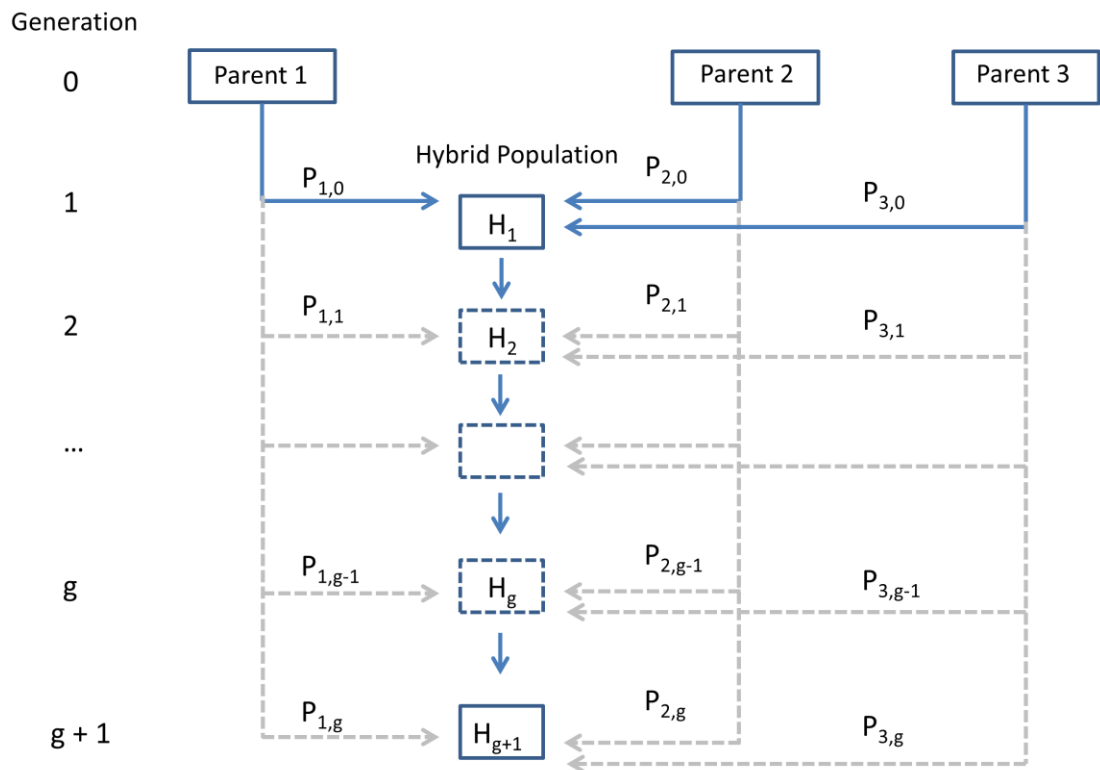 Generation
0
Parent 1
Parent 2
Parent 3
Hybrid Population
P1,0
P2,0
P3,0
1
H1
P1,1
P2,1
P3,1
2
H2
...
P1,g-1
P2,g-1
P3,g-1
g
Hg
P1,g
P2,g
P3,g
g + 1
Hg+1